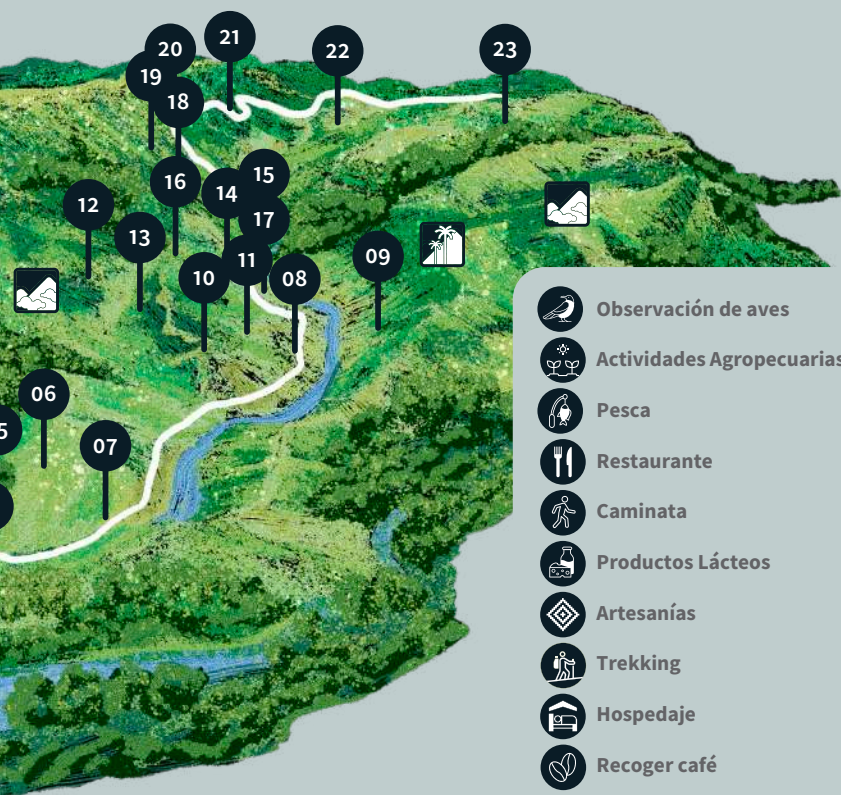 21
20
22
23
19
18
15
16
14
12
17
13
09
11
10
08
06
5
07
Observación de aves
Actividades Agropecuarias
Pesca
Restaurante
Caminata
Productos Lácteos
Artesanías
Trekking
Hospedaje
Recoger café